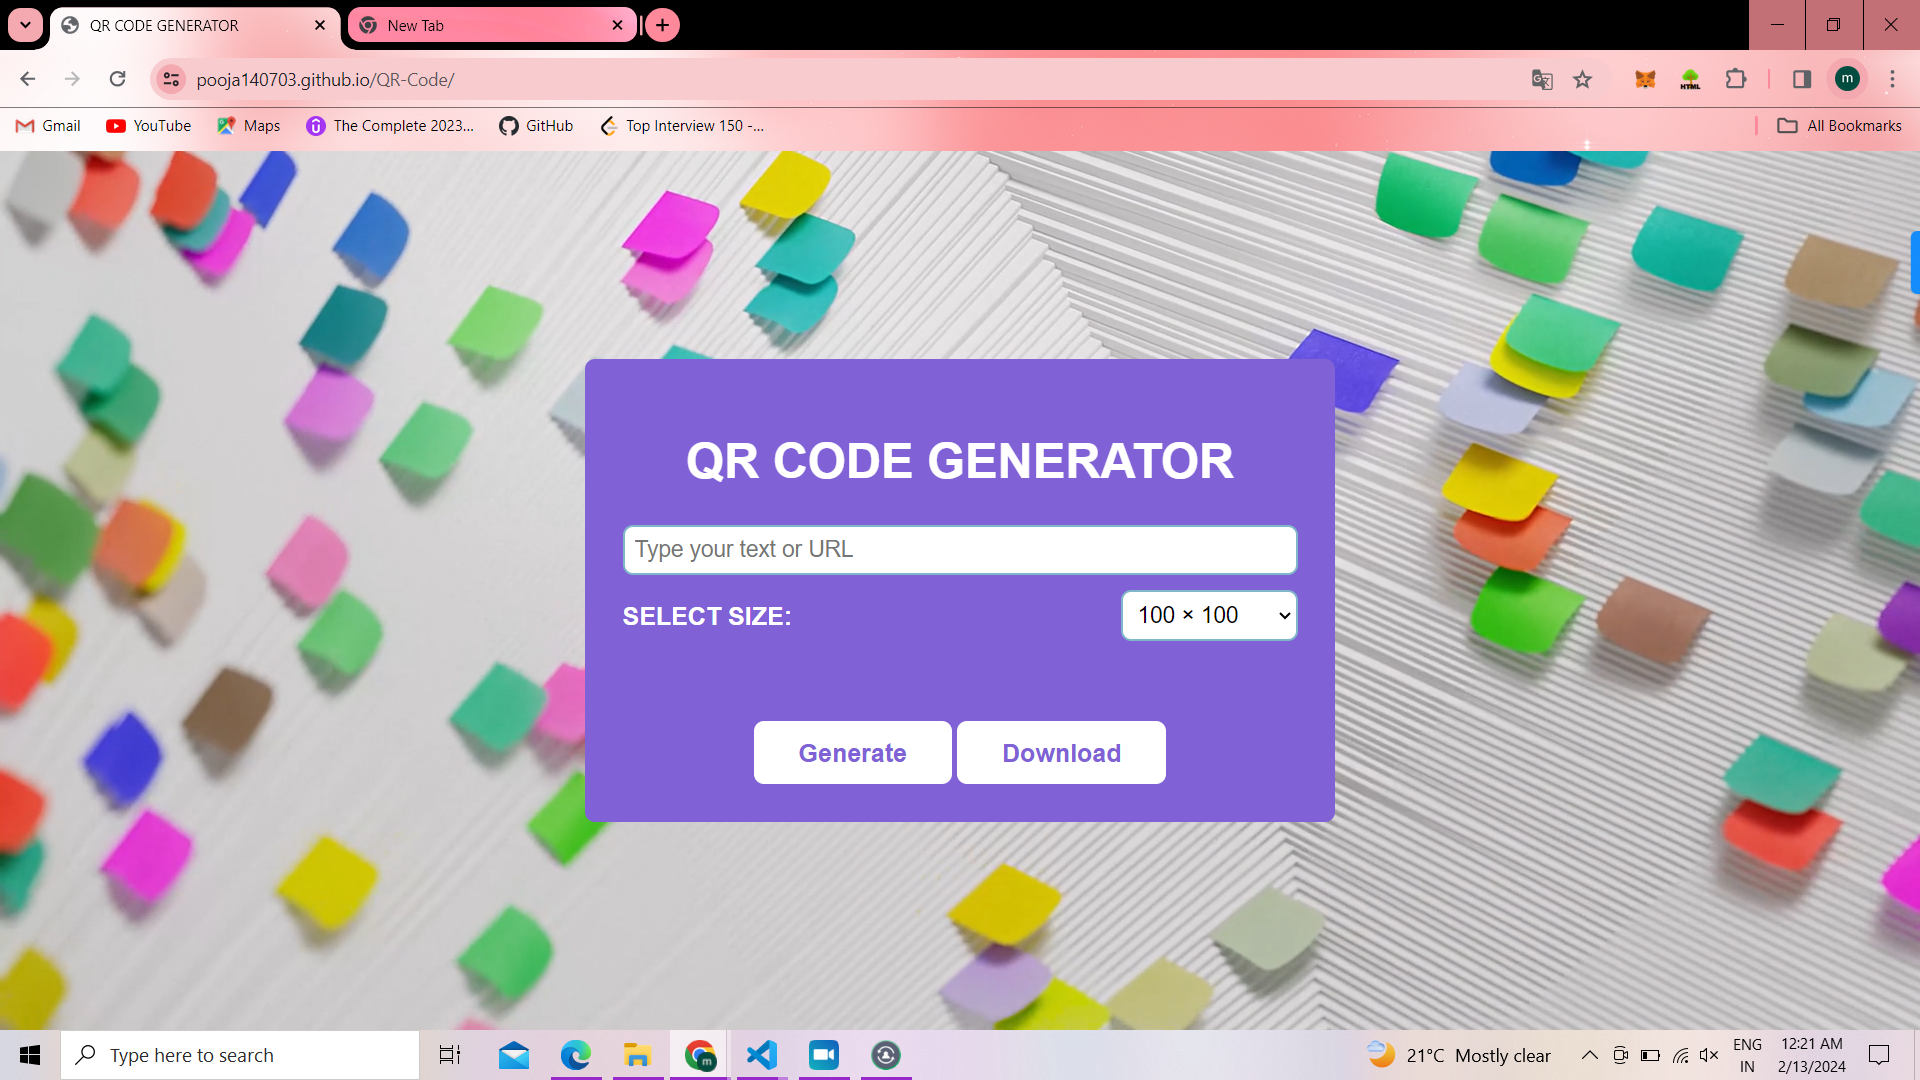 QR CODE GENERATOR
New Tab
pooja140703.github.io/QR-Code/
HTML
m
Gmail
YouTube
Maps
The Complete 2023...
GitHub
Top Interview 150 -...
All Bookmarks
QR CODE GENERATOR
Type your text or URL
SELECT SIZE:
100 × 100
Generate
Download
Type here to search
m
21°C Mostly clear
ENG
IN
12:21 AM
2/13/2024